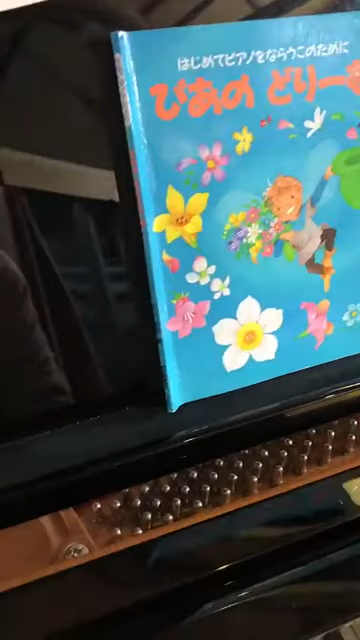 はじめてピアノをならうこのために
ぴあの どりーむ